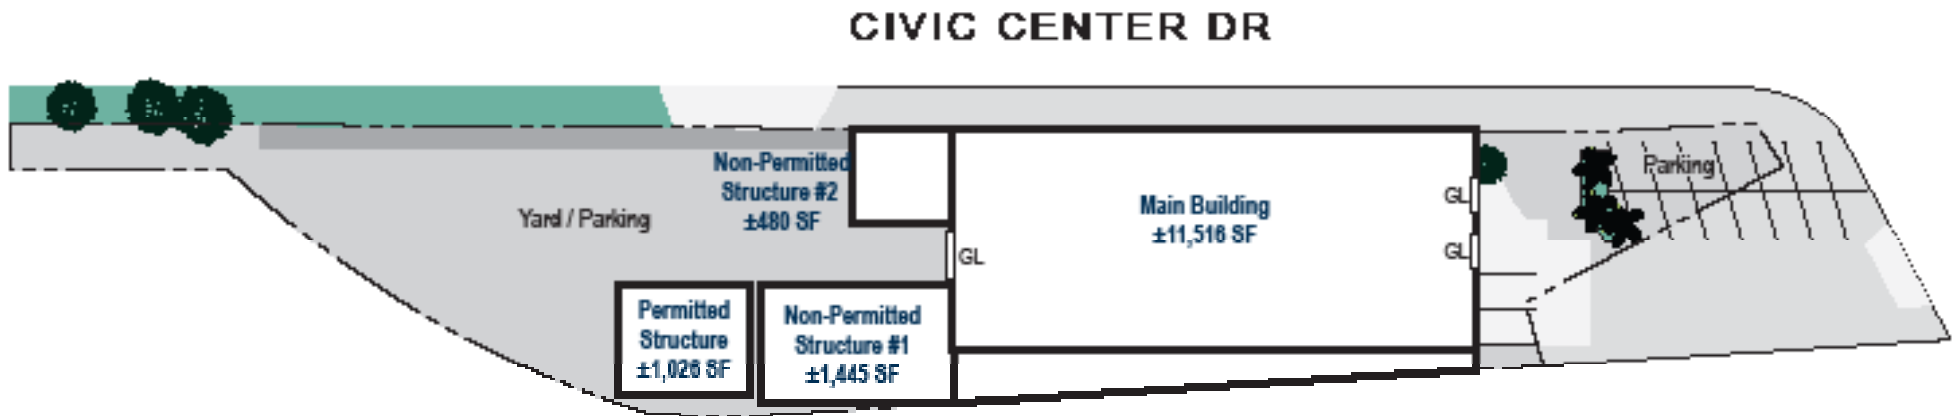 CIVIC CENTER DR
Non-Permitted
Structure #2
±480 SF
Yard / Parking
Main Building
±11,516 SF
GL
GL
GL
Parking
Permitted
Structure
±1,026 SF
Non-Permitted
Structure #1
±1,445 SF